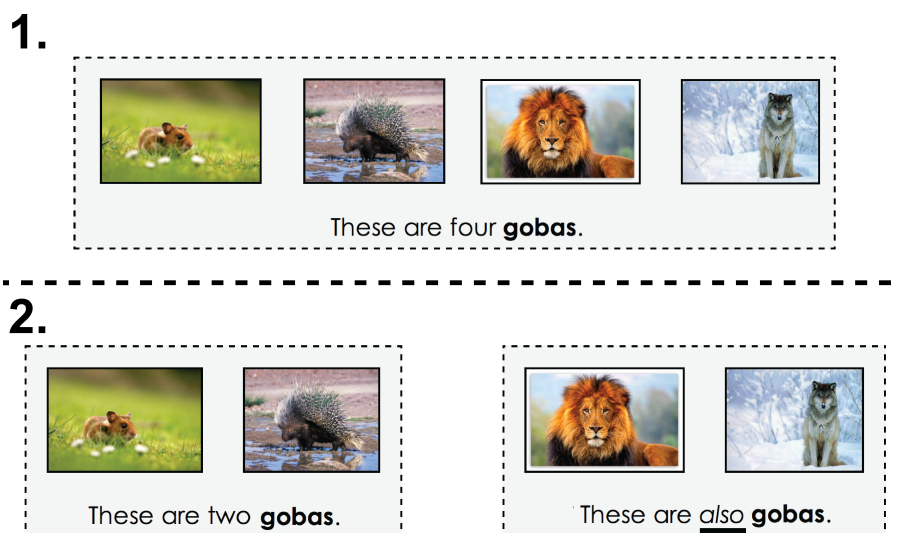 1.
These are four gobas.
2.
These are two gobas.
These are also gobas.